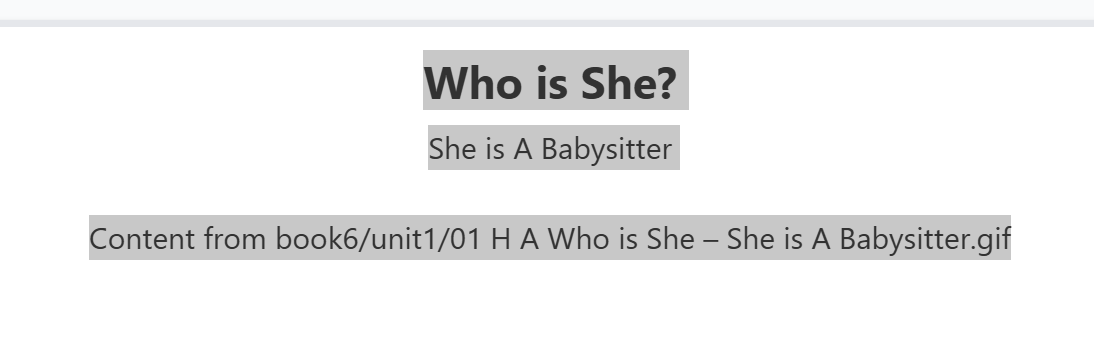 Who is She?
She is A Babysitter
Content from book6/unit1/01 H A Who is She – She is A Babysitter.gif